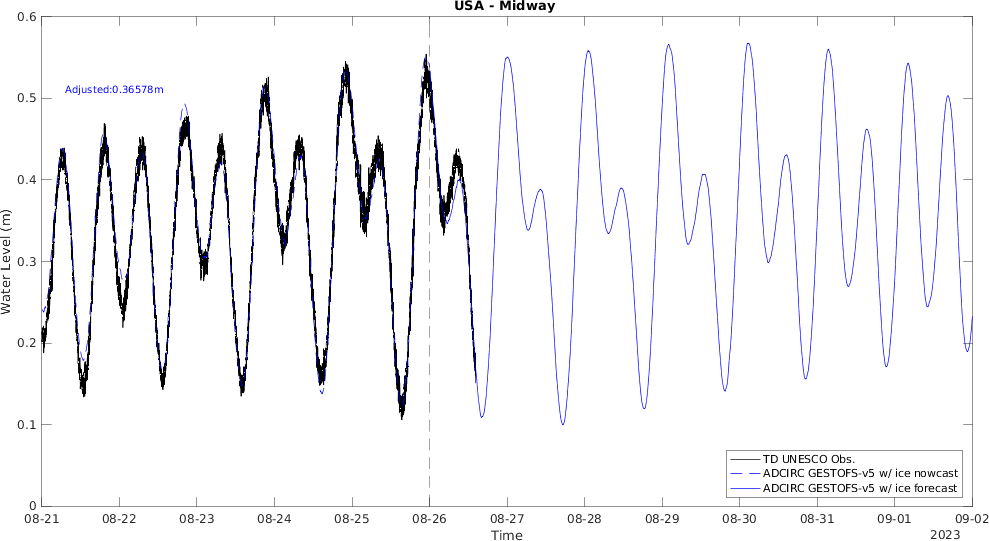 USA - Midway
0.6
Adjusted:0.36578m
0.5
0.4
0.3
0.2
0.1
0
Water Level (m)
TD UNESCO Obs.
ADCIRC GESTOFS-v5 w/ ice nowcast
ADCIRC GESTOFS-v5 w/ ice forecast
08-21 08-22 08-23 08-24 08-25 08-26 08-27 08-28 08-29 08-30 08-31 09-01 09-02
Time
2023